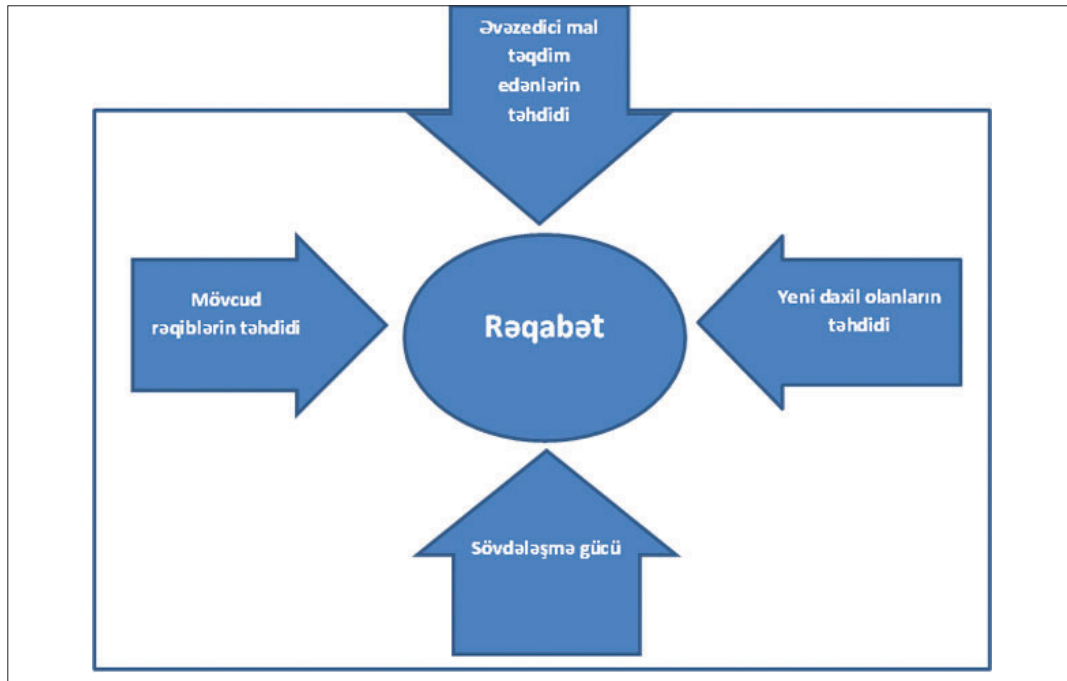 Əvəzedici mal
təqdim
edənlərin
təhdidi
Mövcud
rəqiblərin təhdidi
Rəqabət
Yeni daxil olanların
təhdidi
Sövdələşmə gücü